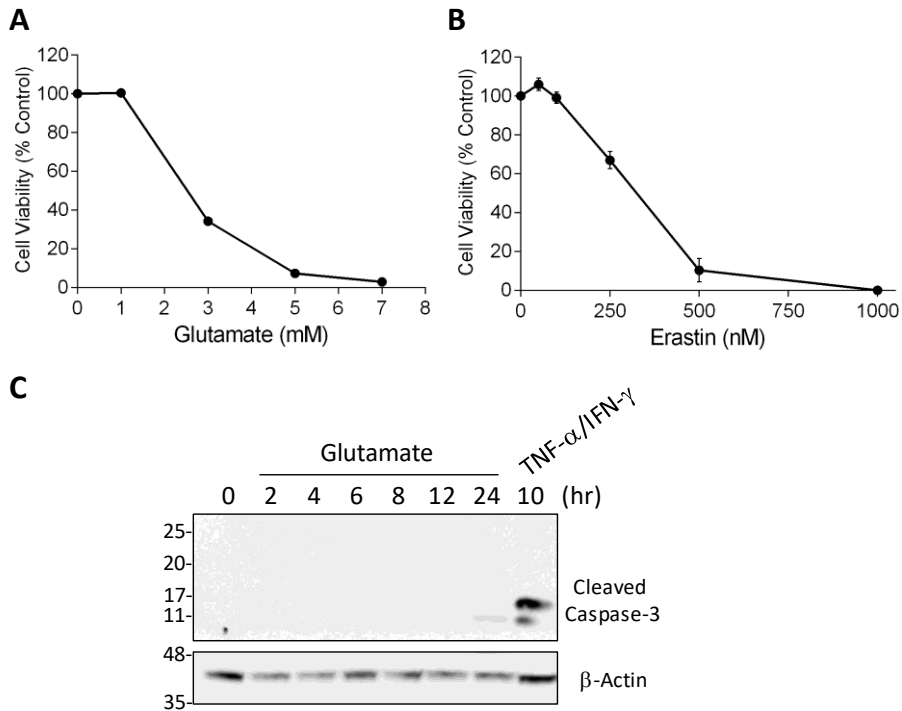 A
B
120
100
80
60
40
20
0
Cell Viability (% Control)
0 1 2 3 4 5 6 7 8
Glutamate (mM)
120
100
80
60
40
20
0
Cell Viability (% Control)
0 250 500 750 1000
Erastin (nM)
C
Glutamate
TNF-α/IFN-γ
0 2 4 6 8 12 24 10 (hr)
25-
20-
17-
11-
Cleaved
Caspase-3
48-
35-
β-Actin